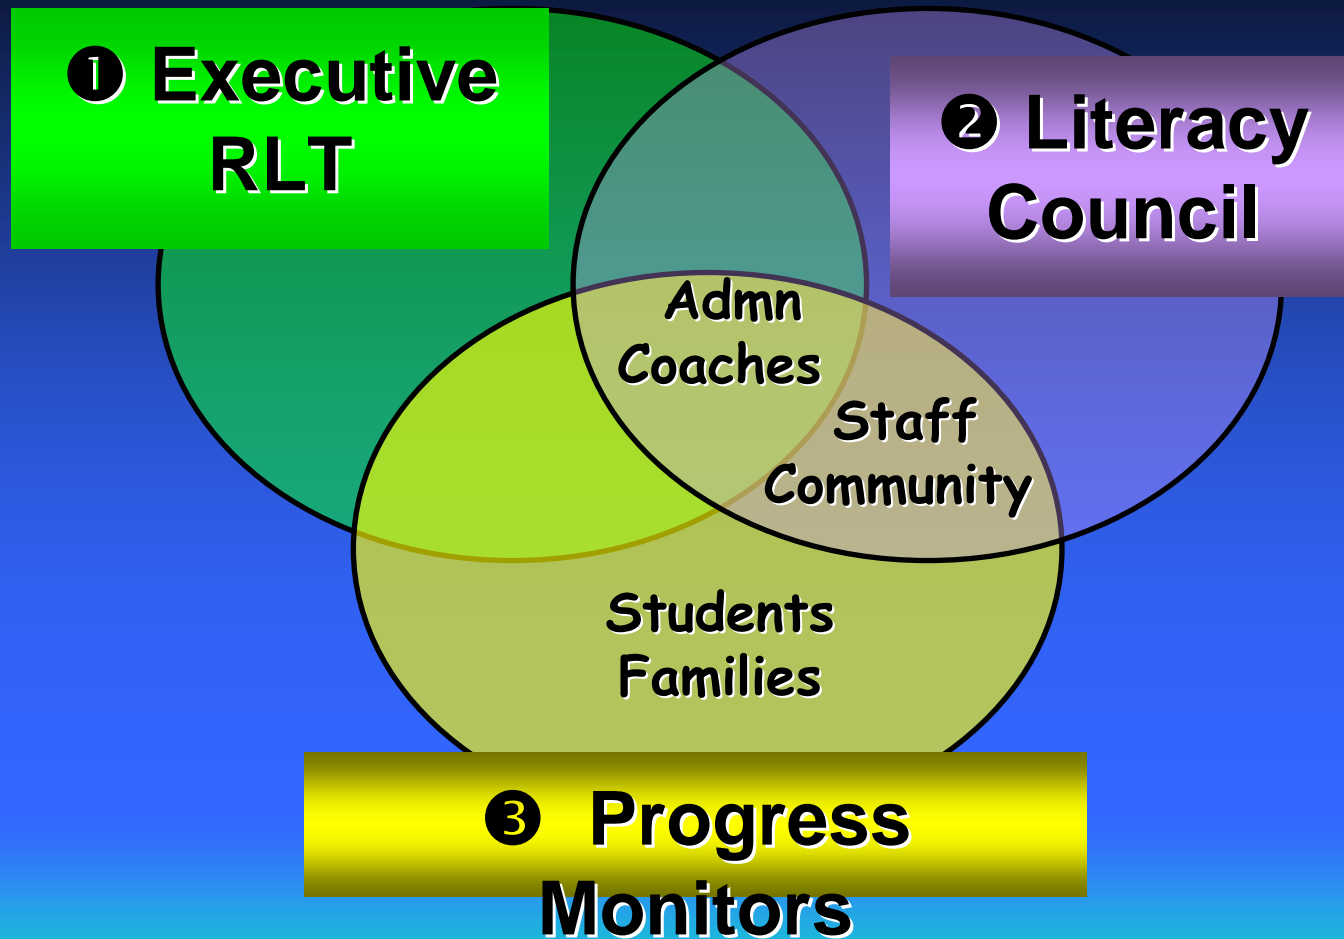 ❶ Executive
RLT
❷ Literacy
Council
Admn
Coaches
Staff
Community
Students
Families
❸ Progress
Monitors